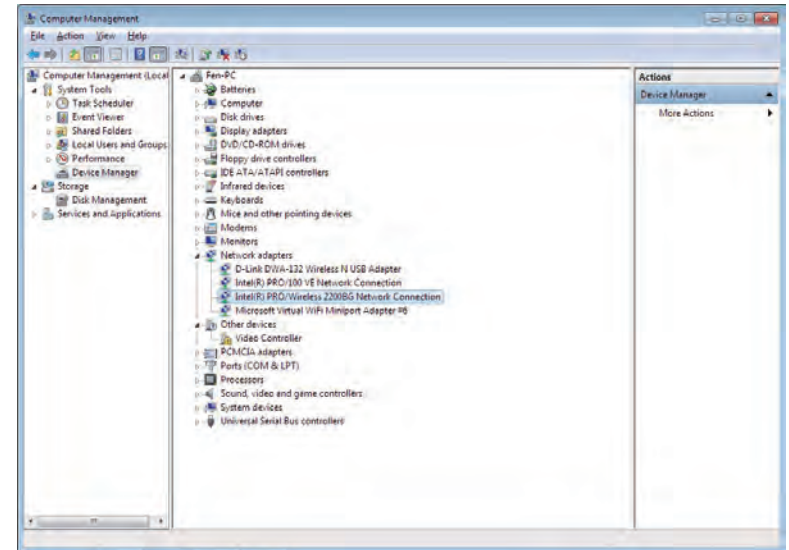 Computer Management
File Action View Help
Computer Management (Local
System Tools
Task Scheduler
Event Viewer
Shared Folders
Local Users and Groups
Performance
Device Manager
Storage
Disk Management
Services and Applications
Fen-PC
Batteries
Computer
Disk drives
Display adapters
DVD/CD-ROM drives
Floppy drive controllers
IDE ATA/ATAPI controllers
Infrared devices
Keyboards
Mice and other pointing devices
Modems
Monitors
Network adapters
D-Link DWA-132 Wireless N USB Adapter
Intel(R) PRO/100 VE Network Connection
Intel(R) PRO/Wireless 2200BG Network Connection
Microsoft Virtual WiFi Miniport Adapter #6
Other devices
Video Controller
PCMCIA adapters
Ports (COM & LPT)
Processors
Sound, video and game controllers
System devices
Universal Serial Bus controllers
Actions
Device Manager
More Actions